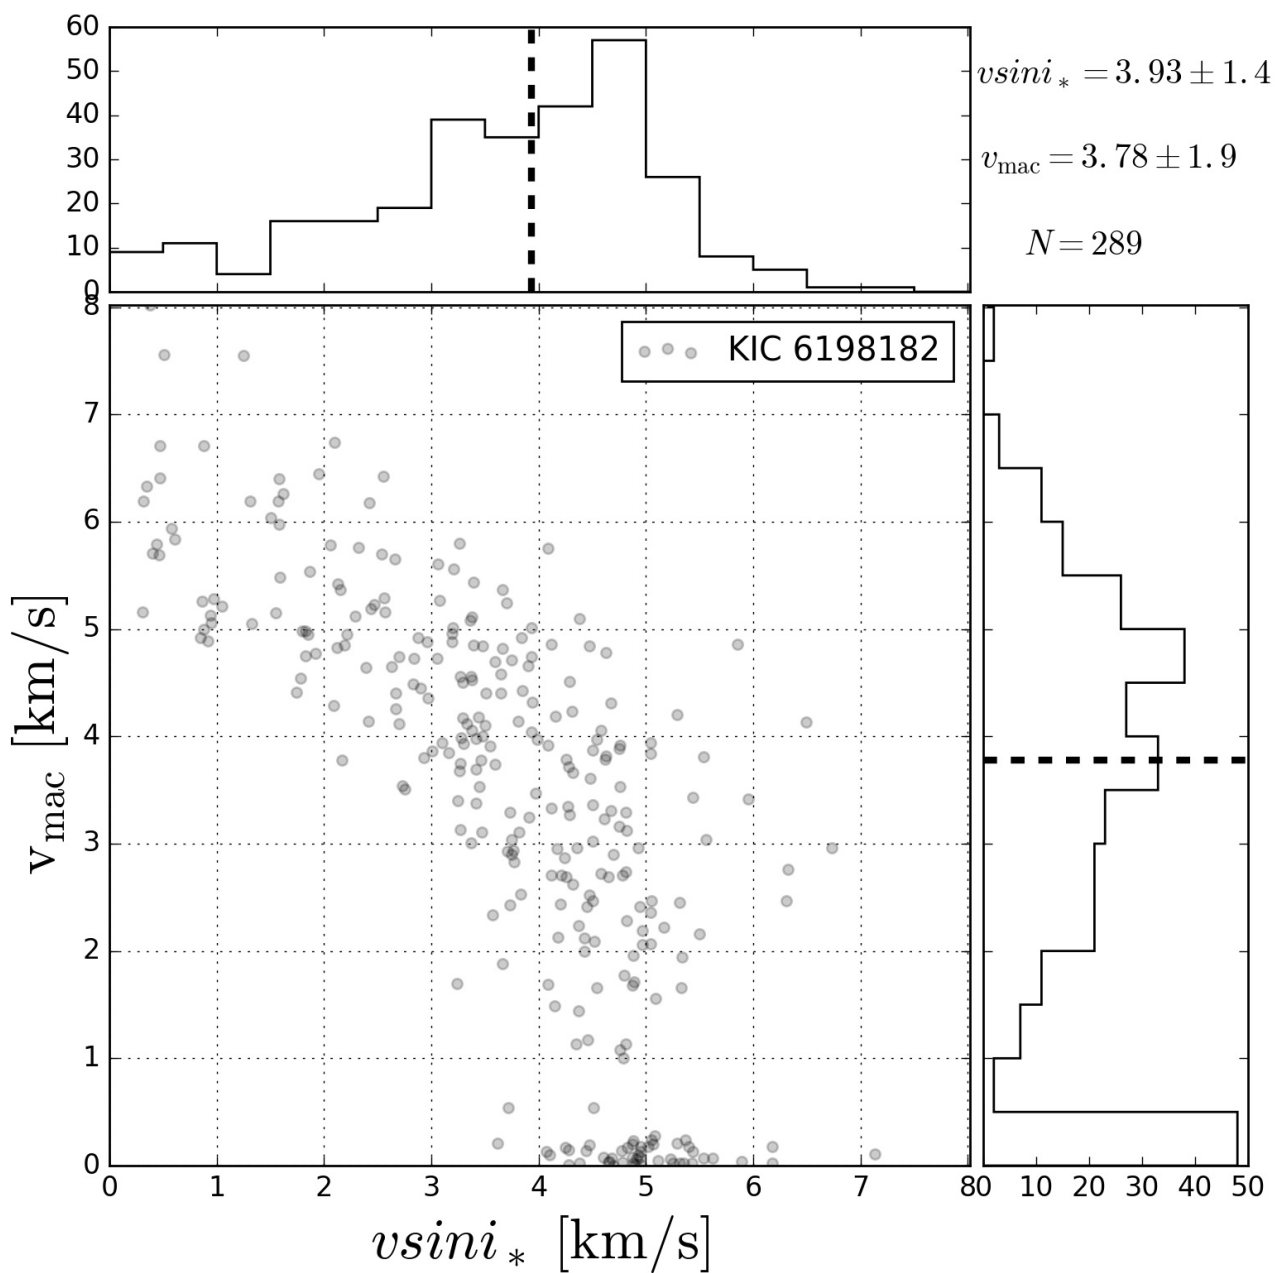 60
50
40
30
20
10
0
vsini* = 3.93 ± 1.4
vmac = 3.78 ± 1.9
N = 289
8
7
6
5
4
3
2
1
0
KIC 6198182
vmac [km/s]
0 1 2 3 4 5 6 7 8
0 10 20 30 40 50
vsini* [km/s]